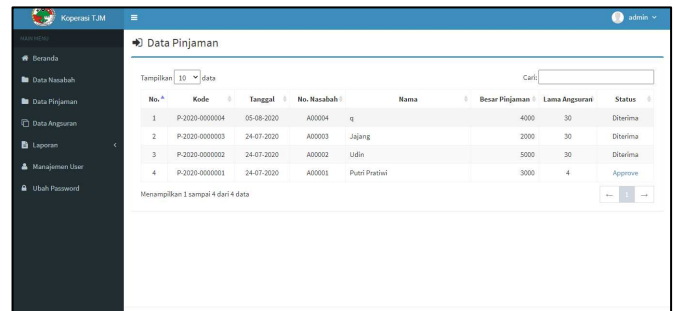 Koperasi TJM
admin
MAIN MENU
Beranda
Data Nasabah
Data Pinjaman
Data Angsuran
Laporan
Manajemen User
Ubah Password
Data Pinjaman
Tampilkan 10 data
Cari:
No. Kode Tanggal No. Nasabah Nama Besar Pinjaman Lama Angsuran Status
1 P-2020-0000004 05-08-2020 A00004 q 4000 30 Diterima
2 P-2020-0000003 24-07-2020 A00003 Jajang 2000 30 Diterima
3 P-2020-0000002 24-07-2020 A00002 Udin 5000 30 Diterima
4 P-2020-0000001 24-07-2020 A00001 Putri Pratiwi 3000 4 Approve
Menampilkan 1 sampai 4 dari 4 data
← 1 →